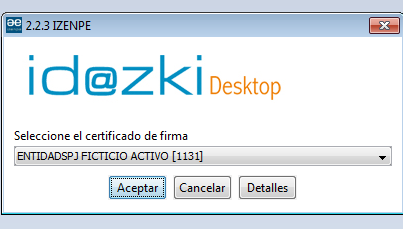 2.2.3 IZENPE
id@zki Desktop
Seleccione el certificado de firma
ENTIDADSPJ FICTICIO ACTIVO [1131]
Aceptar Cancelar Detalles